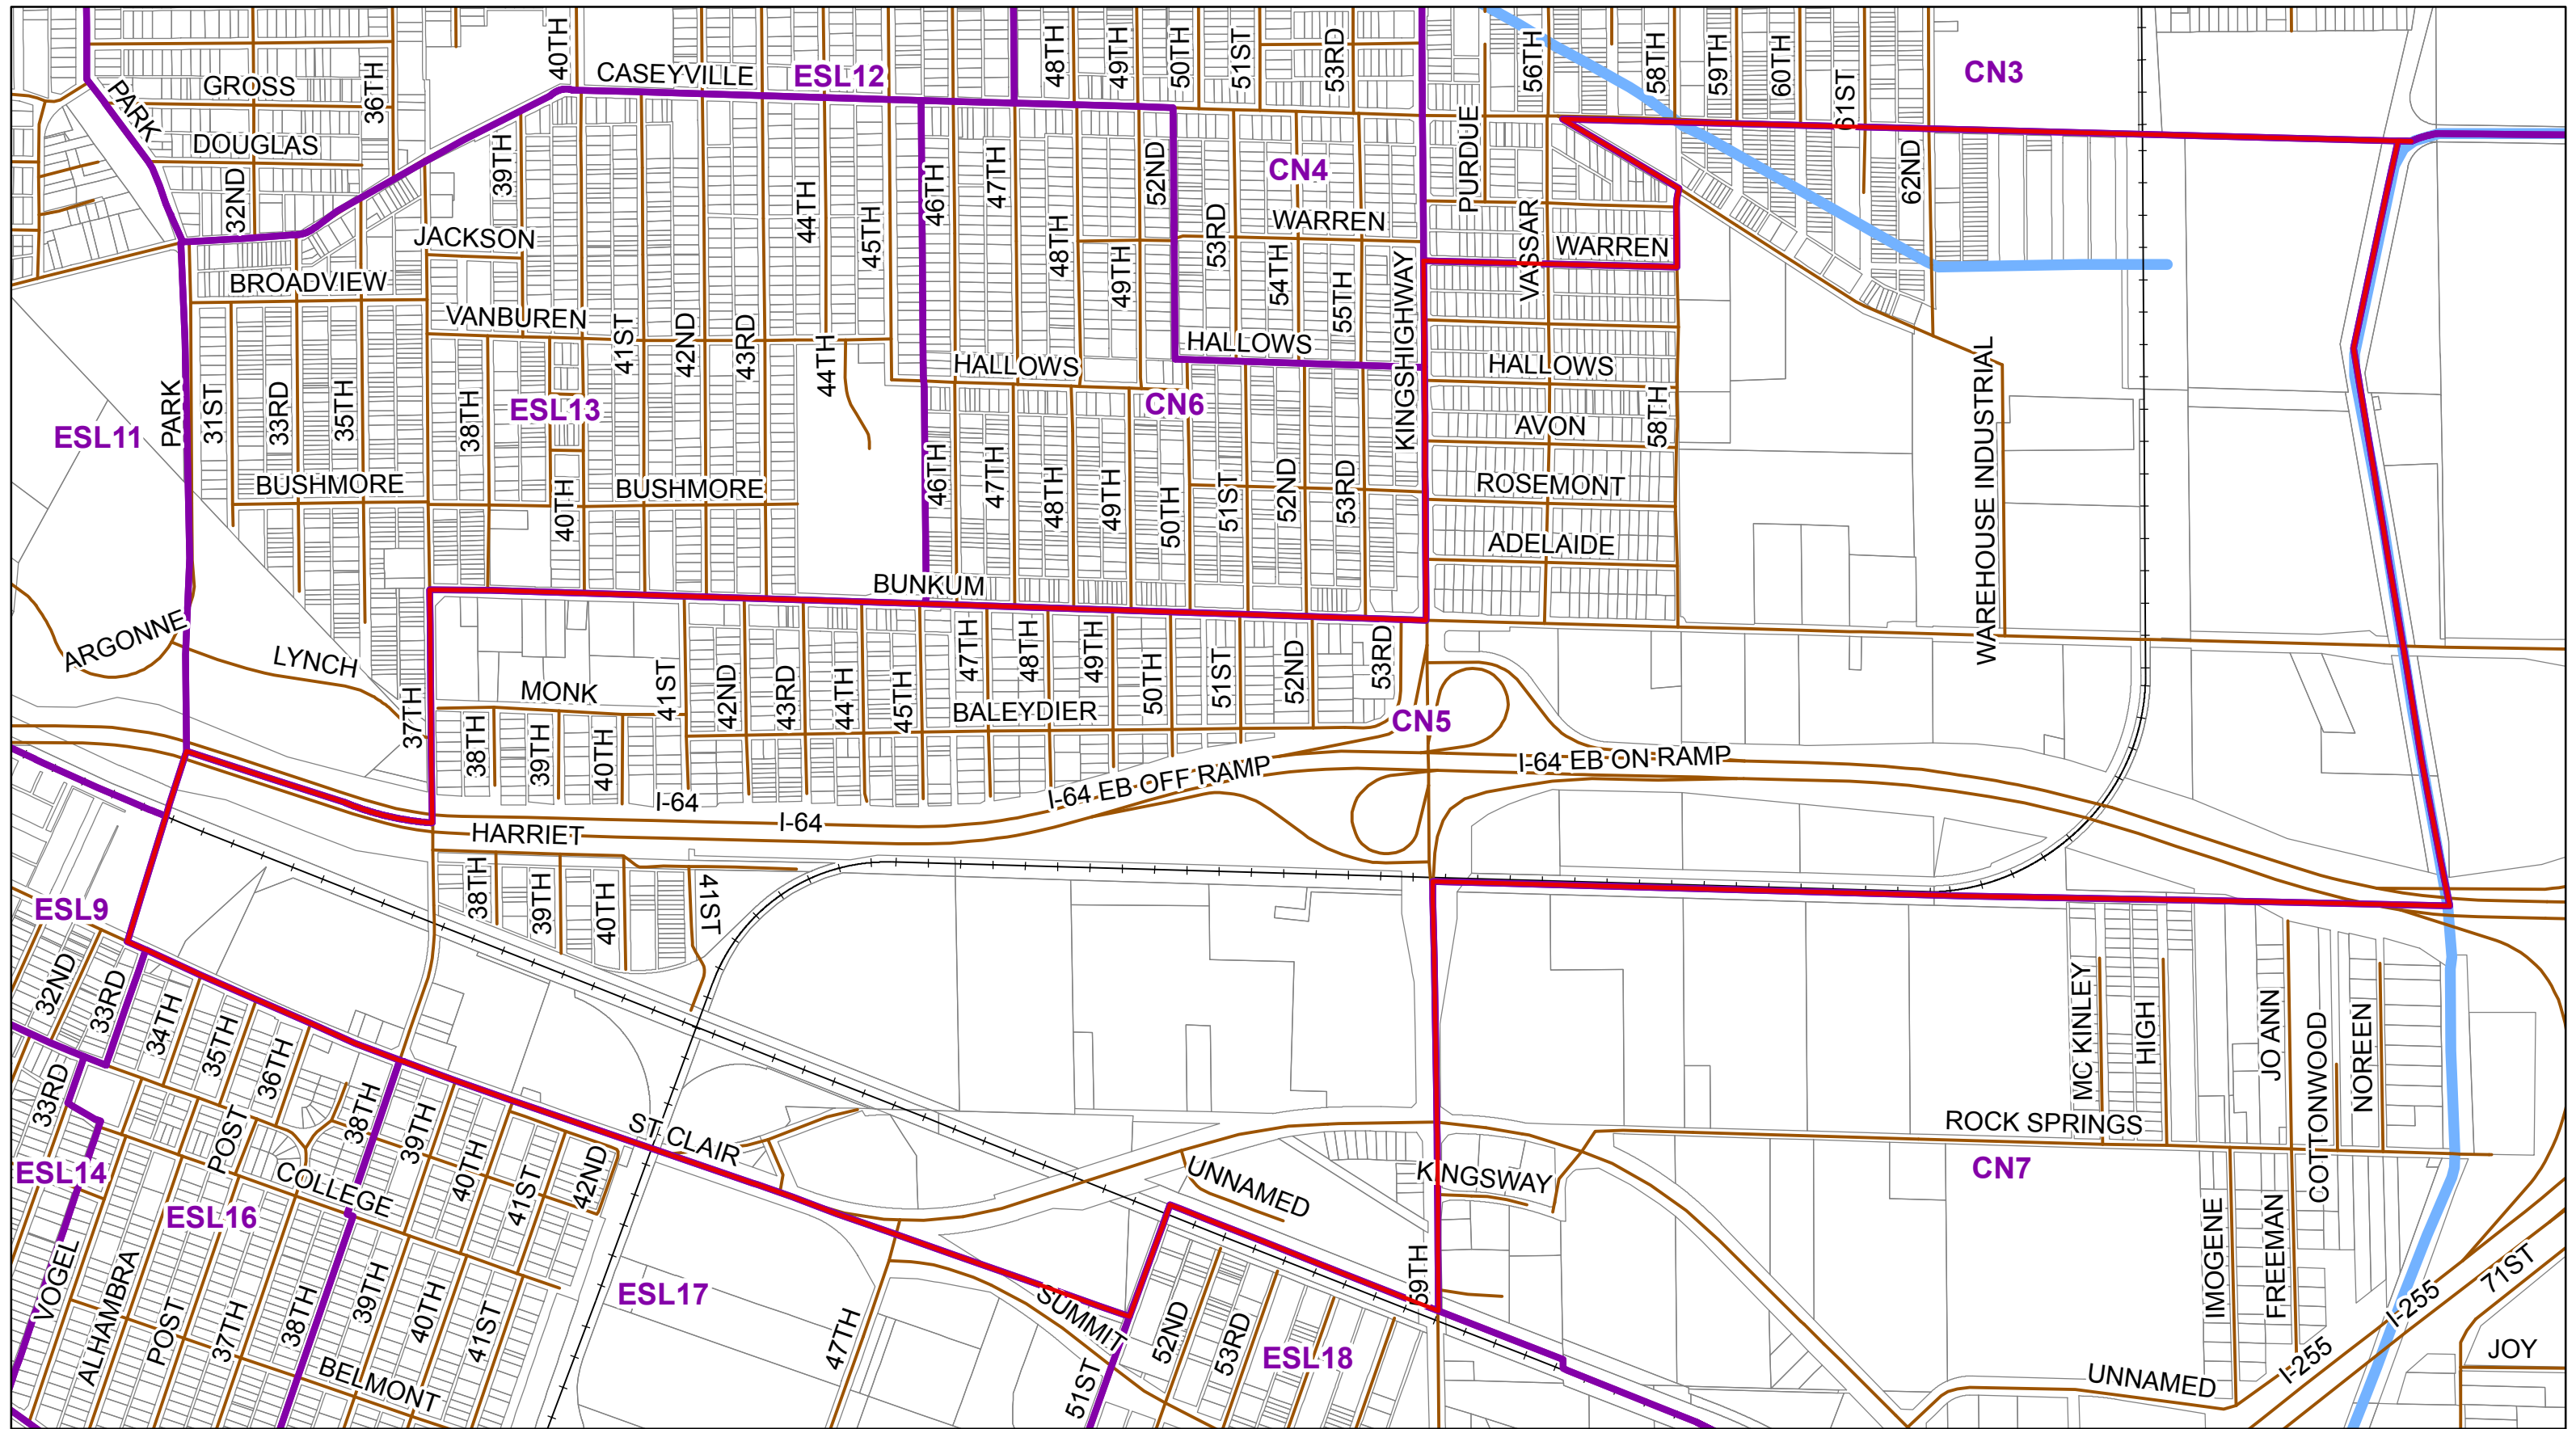 40TH
48TH
49TH
50TH
51ST
53RD
56TH
58TH
59TH
60TH
61ST
CN3
GROSS
PARK
36TH
CASEYVILLE
ESL12
DOUGLAS
32ND
39TH
44TH
45TH
46TH
47TH
48TH
49TH
52ND
53RD
CN4
WARREN
54TH
55TH
PURDUE
VASSAR
WARREN
62ND
JACKSON
BROADVIEW
VANBUREN
41ST
42ND
43RD
44TH
HALLOWS
HALLOWS
KINGSHIGHWAY
HALLOWS
ESL11
PARK
31ST
33RD
35TH
38TH
ESL13
CN6
AVON
58TH
WAREHOUSE INDUSTRIAL
BUSHMORE
40TH
BUSHMORE
46TH
47TH
48TH
49TH
50TH
51ST
52ND
53RD
ROSEMONT
ADELAIDE
BUNKUM
ARGONNE
LYNCH
37TH
MONK
41ST
42ND
43RD
44TH
45TH
47TH
48TH
49TH
50TH
51ST
52ND
53RD
BALEYDIER
CN5
38TH
39TH
40TH
I-64
I-64
I-64 EB OFF RAMP
I-64 EB ON RAMP
HARRIET
38TH
39TH
40TH
41ST
ESL9
32ND
33RD
34TH
35TH
36TH
33RD
POST
38TH
39TH
40TH
41ST
42ND
ST CLAIR
UNNAMED
KINGSWAY
MC KINLEY
HIGH
JO ANN
COTTONWOOD
NOREEN
ROCK SPRINGS
CN7
ESL14
COLLEGE
ESL16
VOGEL
ALHAMBRA
POST
37TH
38TH
39TH
40TH
41ST
BELMONT
ESL17
47TH
SUMMIT
51ST
52ND
53RD
ESL18
59TH
IMOGENE
FREEMAN
UNNAMED
I-255
I-255
71ST
JOY